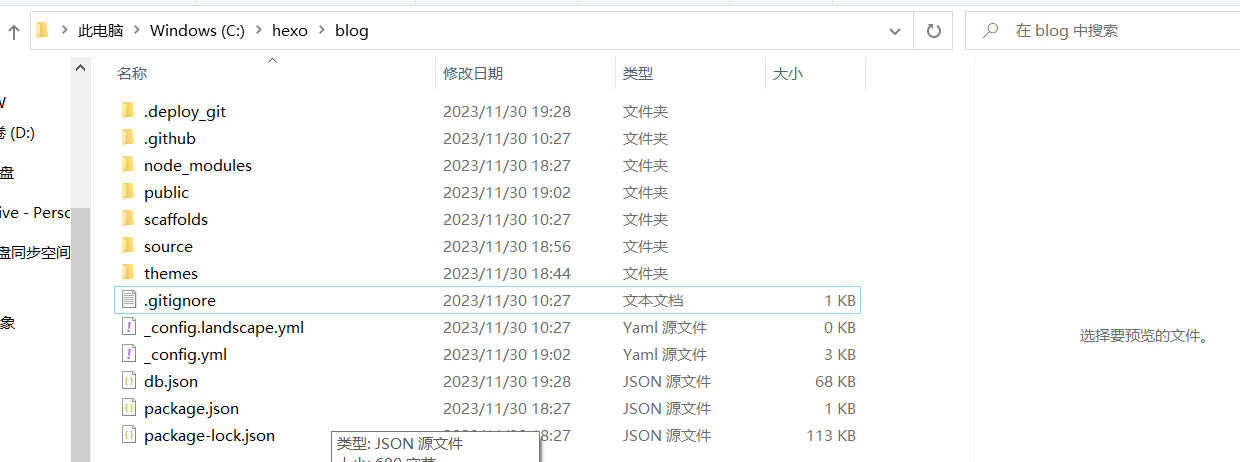 此电脑 Windows (C:) hexo blog 在 blog 中搜索
名称 修改日期 类型 大小
.deploy_git 2023/11/30 19:28 文件夹
.github 2023/11/30 10:27 文件夹
node_modules 2023/11/30 18:27 文件夹
public 2023/11/30 19:02 文件夹
scaffolds 2023/11/30 10:27 文件夹
source 2023/11/30 18:56 文件夹
themes 2023/11/30 18:44 文件夹
.gitignore 2023/11/30 10:27 文本文档 1 KB
_config.landscape.yml 2023/11/30 10:27 Yaml 源文件 0 KB
_config.yml 2023/11/30 19:02 Yaml 源文件 3 KB
db.json 2023/11/30 19:28 JSON 源文件 68 KB
package.json 2023/11/30 18:27 JSON 源文件 1 KB
package-lock.json 18:27 JSON 源文件 113 KB
类型: JSON 源文件
(D:)
盘
ive - Perso
盘同步空间
象
选择要预览的文件。